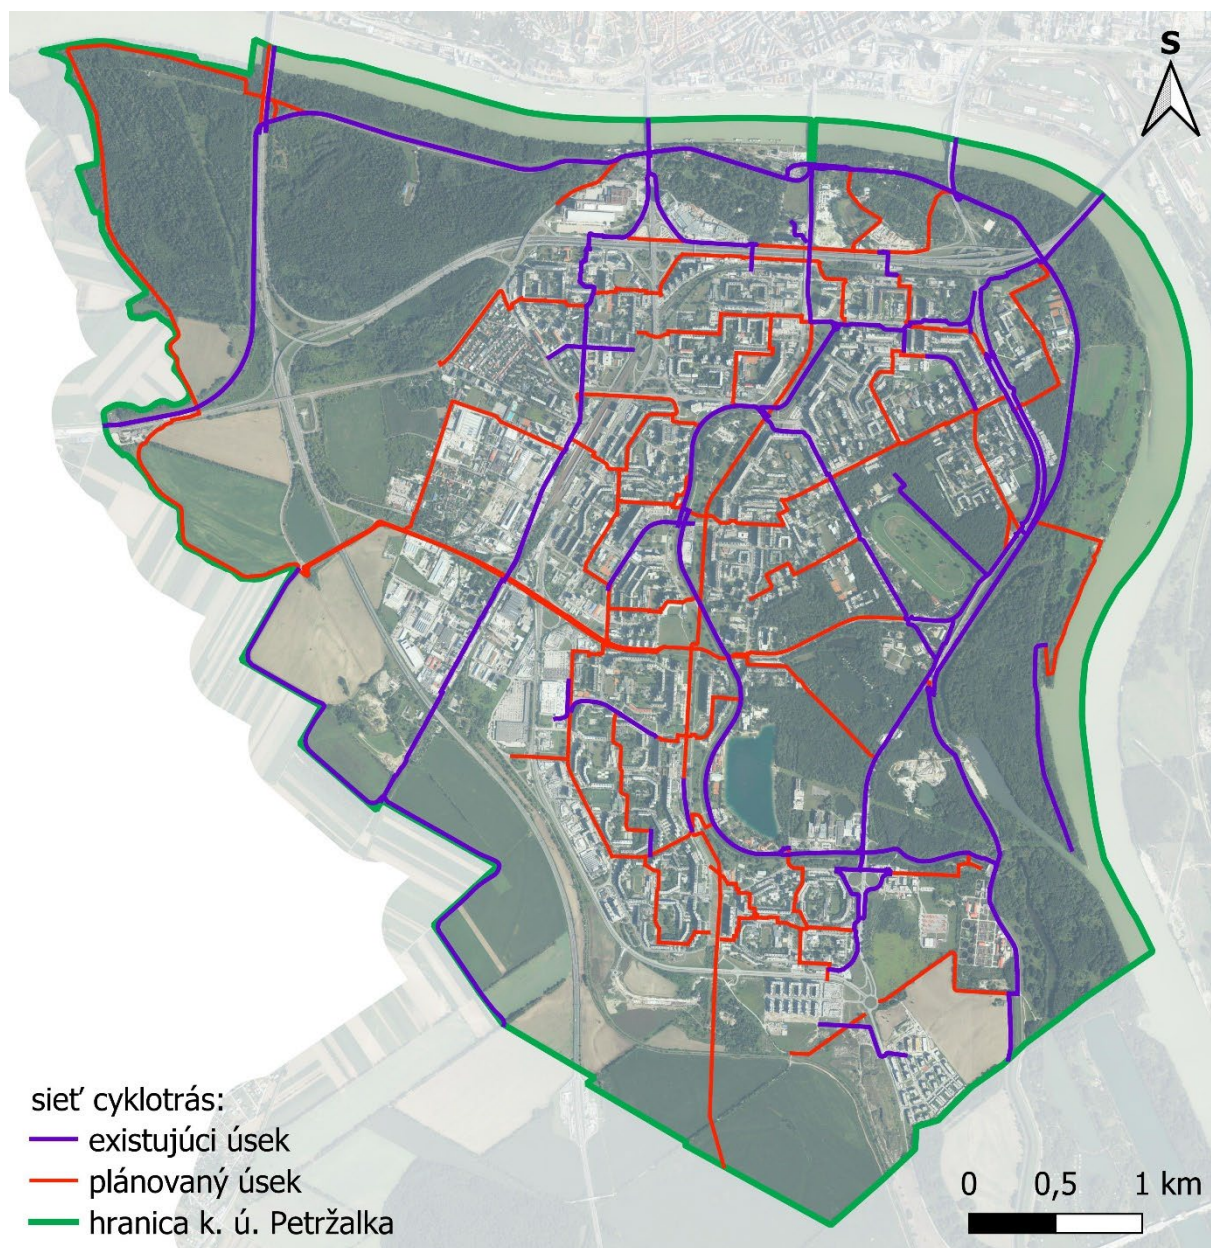 S
sieť cyklotrás:
existujúci úsek
plánovaný úsek
hranica k. ú. Petržalka
0 0,5 1 km